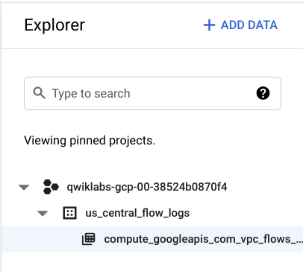 Explorer
+ ADD DATA
Type to search
Viewing pinned projects.
qwiklabs-gcp-00-38524b0870f4
us_central_flow_logs
compute_googleapis_com_vpc_flows_...